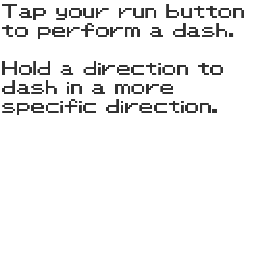 Tap your run button
to perform a dash.

Hold a direction to
dash in a more
specific direction.